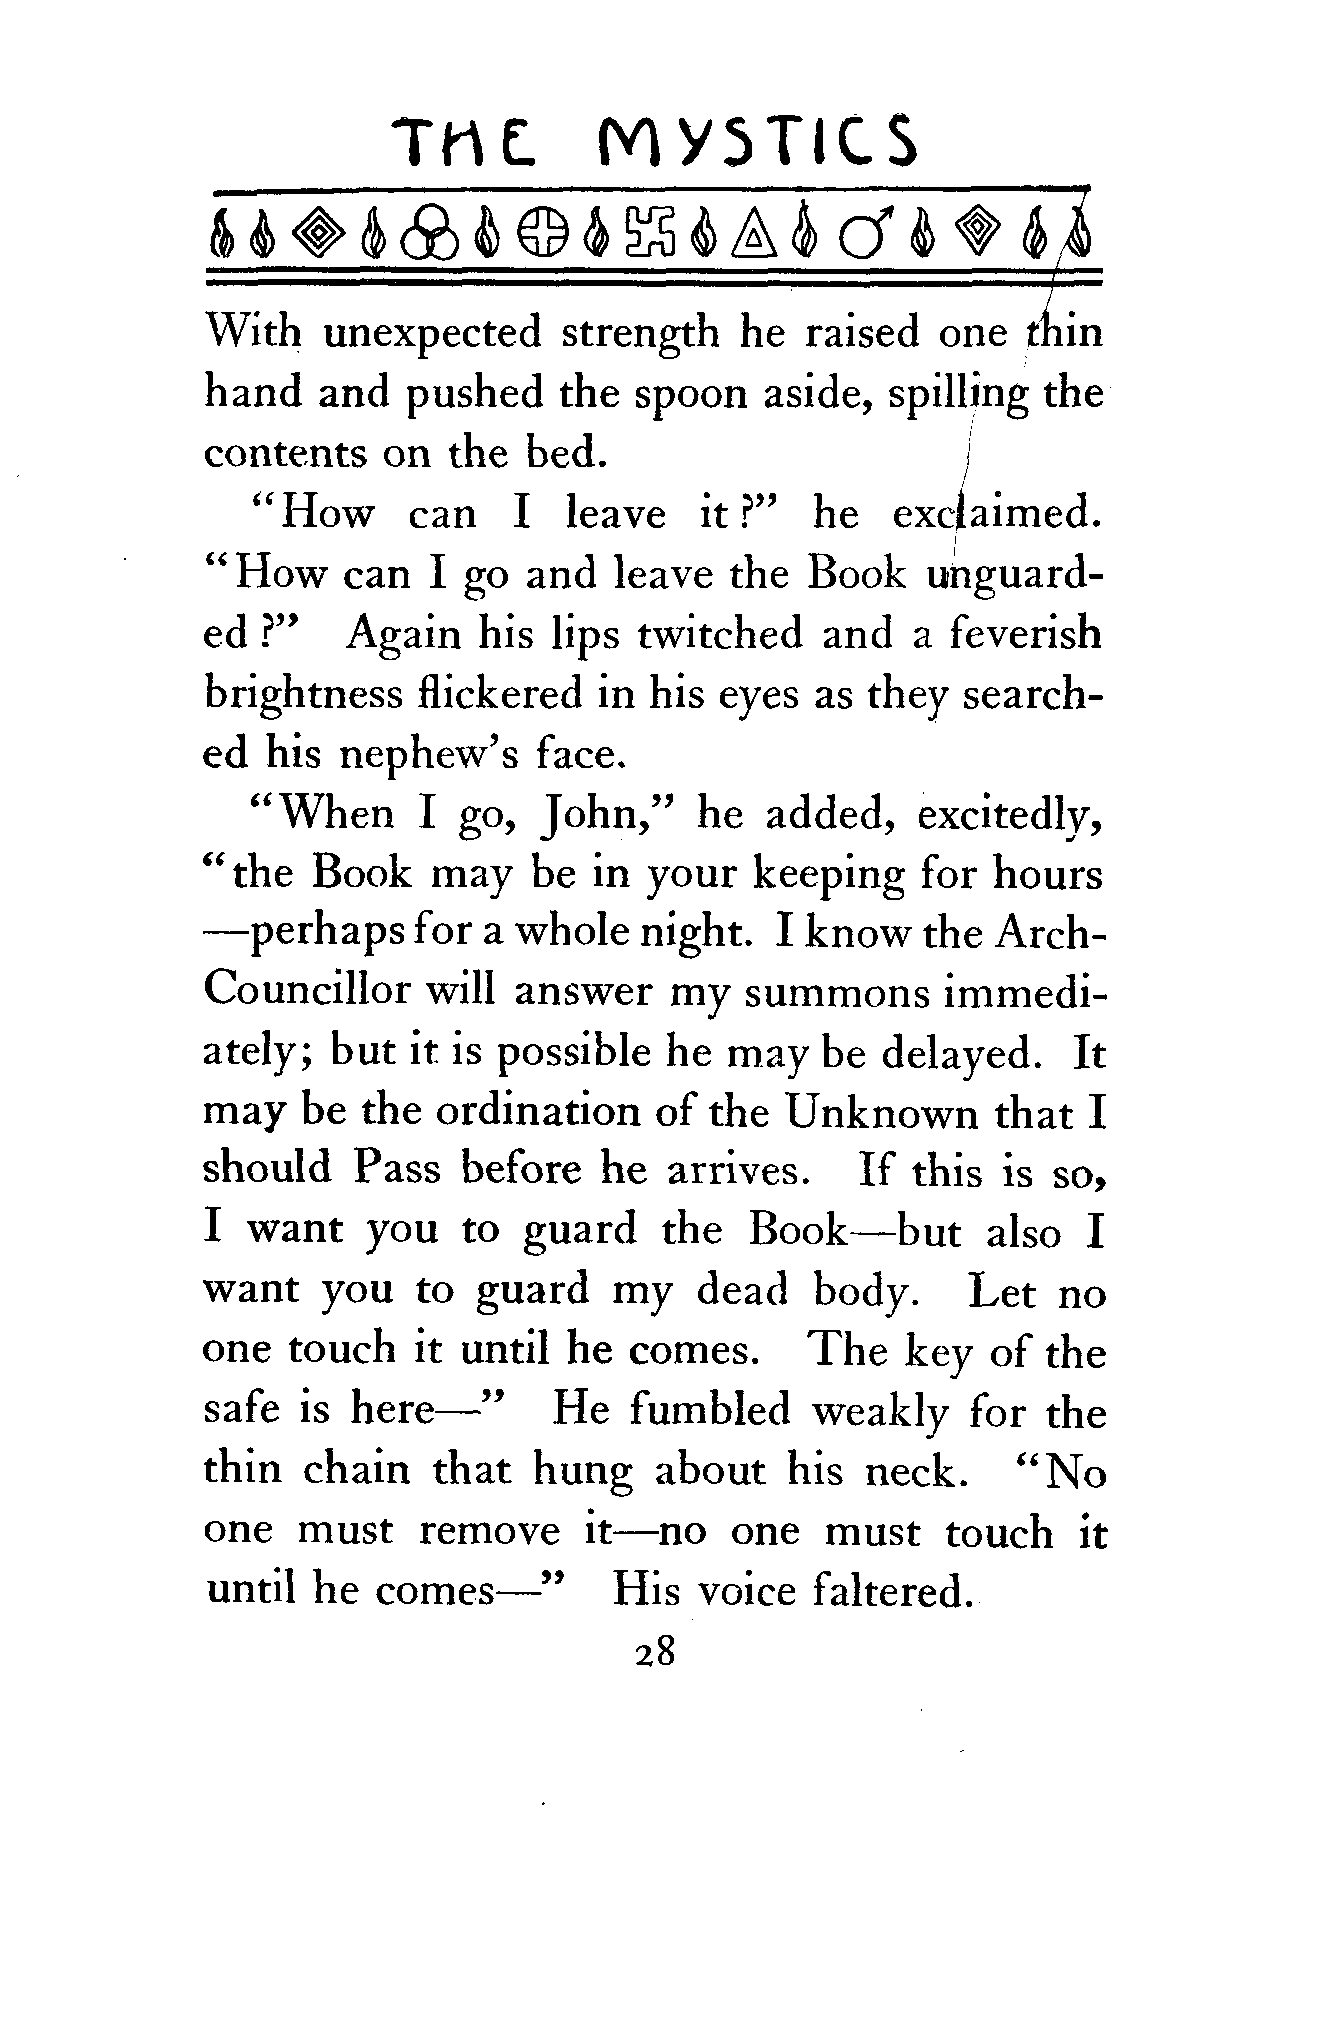 THE MYSTICS
With unexpected strength he raised one thin
hand and pushed the spoon aside, spilling the
contents on the bed.
“How can I leave it?” he exclaimed.
“How can I go and leave the Book unguard-
ed?” Again his lips twitched and a feverish
brightness flickered in his eyes as they search-
ed his nephew’s face.
“When I go, John,” he added, excitedly,
“the Book may be in your keeping for hours
—perhaps for a whole night. I know the Arch-
Councillor will answer my summons immedi-
ately; but it is possible he may be delayed. It
may be the ordination of the Unknown that I
should Pass before he arrives. If this is so,
I want you to guard the Book—but also I
want you to guard my dead body. Let no
one touch it until he comes. The key of the
safe is here—” He fumbled weakly for the
thin chain that hung about his neck. “No
one must remove it—no one must touch it
until he comes—” His voice faltered.
28